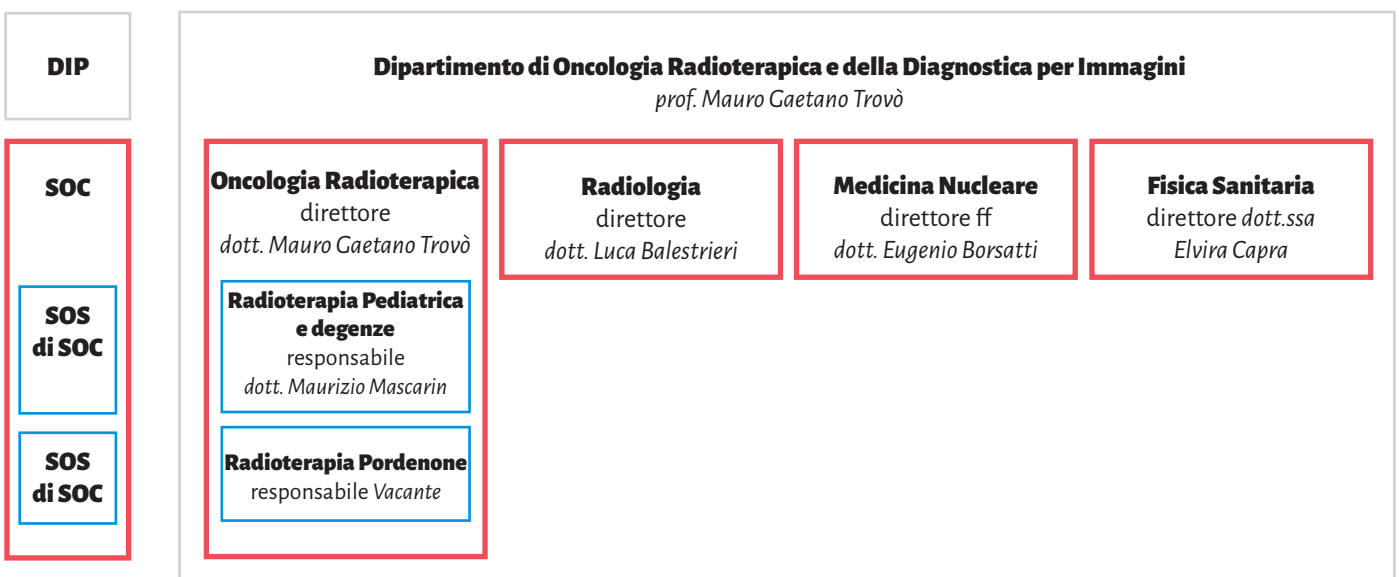 DIP
Dipartimento di Oncologia Radioterapica e della Diagnostica per Immagini
prof. Mauro Gaetano Trovò
SOC
Oncologia Radioterapica
direttore
dott. Mauro Gaetano Trovò
Radiologia
direttore
dott. Luca Balestrieri
Medicina Nucleare
direttore ff
dott. Eugenio Borsatti
Fisica Sanitaria
direttore dott.ssa
Elvira Capra
SOS
di SOC
Radioterapia Pediatrica
e degenze
responsabile
dott. Maurizio Mascarin
SOS
di SOC
Radioterapia Pordenone
responsabile Vacante